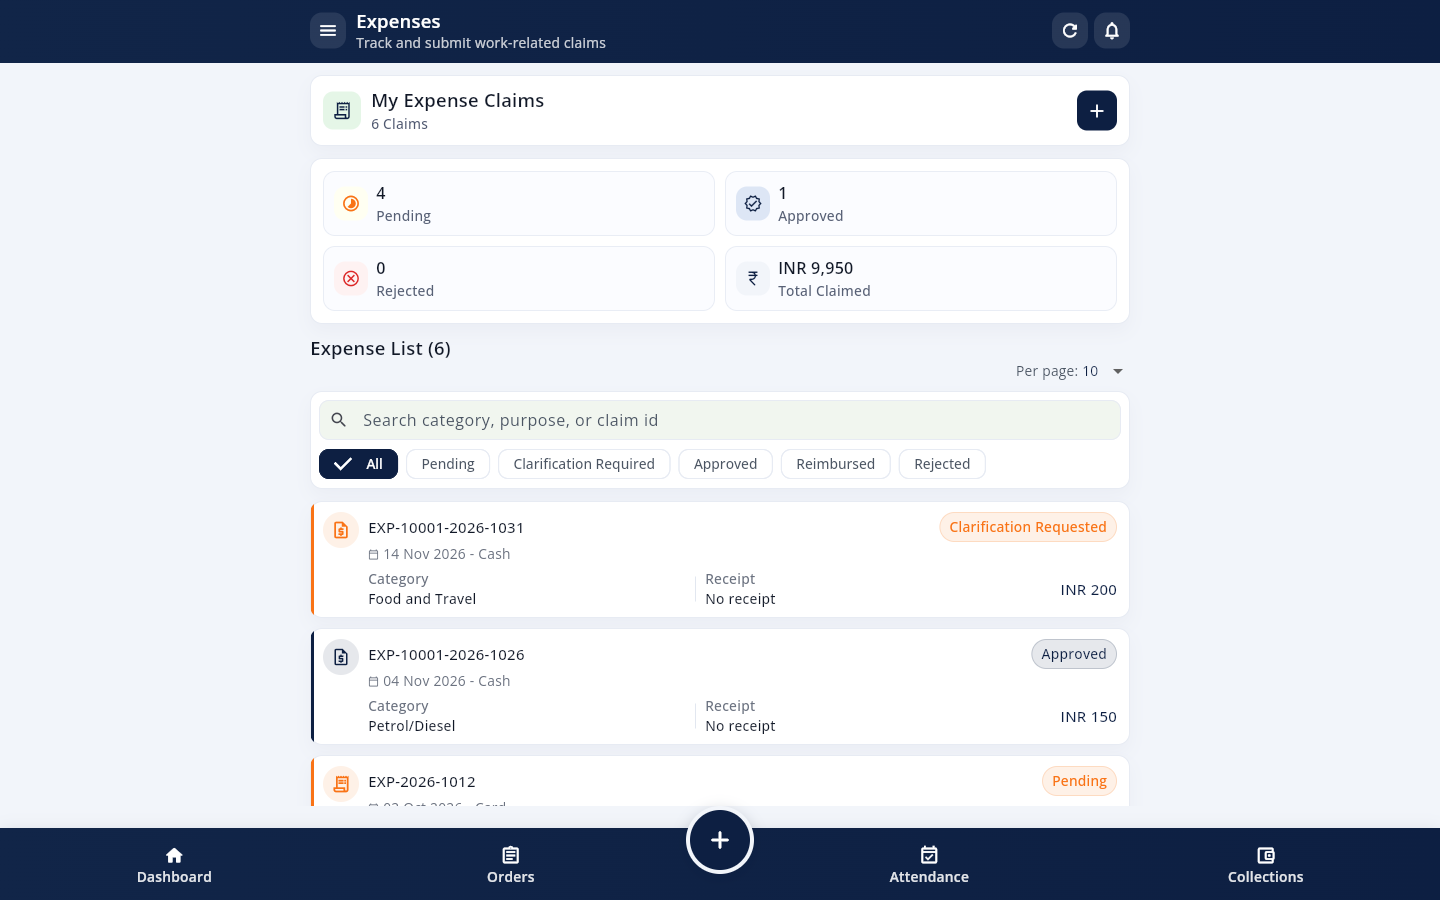 Expenses
Track and submit work-related claims
My Expense Claims
6 Claims
4
Pending
1
Approved
0
Rejected
INR 9,950
Total Claimed
Expense List (6)
Per page: 10
Search category, purpose, or claim id
All
Pending
Clarification Required
Approved
Reimbursed
Rejected
EXP-10001-2026-1031
Clarification Requested
14 Nov 2026 - Cash
Category
Receipt
Food and Travel
No receipt
INR 200
EXP-10001-2026-1026
Approved
04 Nov 2026 - Cash
Category
Receipt
Petrol/Diesel
No receipt
INR 150
EXP-2026-1012
Pending
Dashboard
Orders
Attendance
Collections